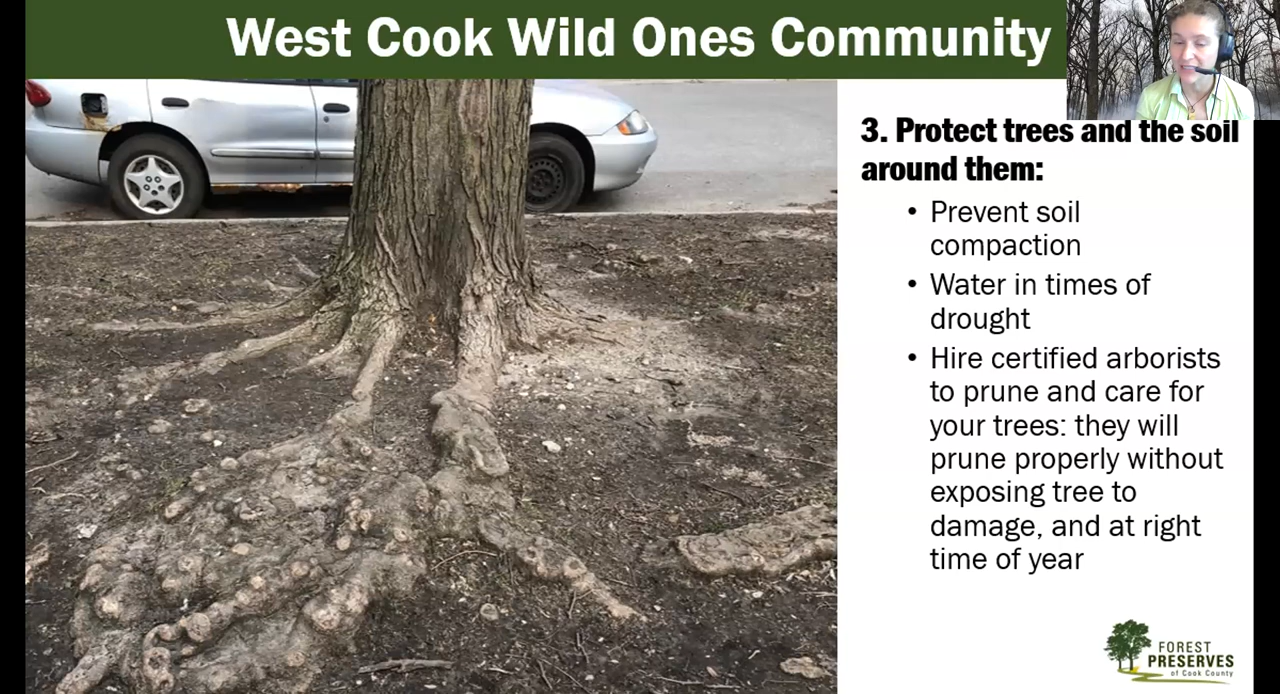 West Cook Wild Ones Community
3. Protect trees and the soil
around them:
• Prevent soil
compaction
• Water in times of
drought
• Hire certified arborists
to prune and care for
your trees: they will
prune properly without
exposing tree to
damage, and at right
time of year
FOREST
PRESERVES
of Cook County